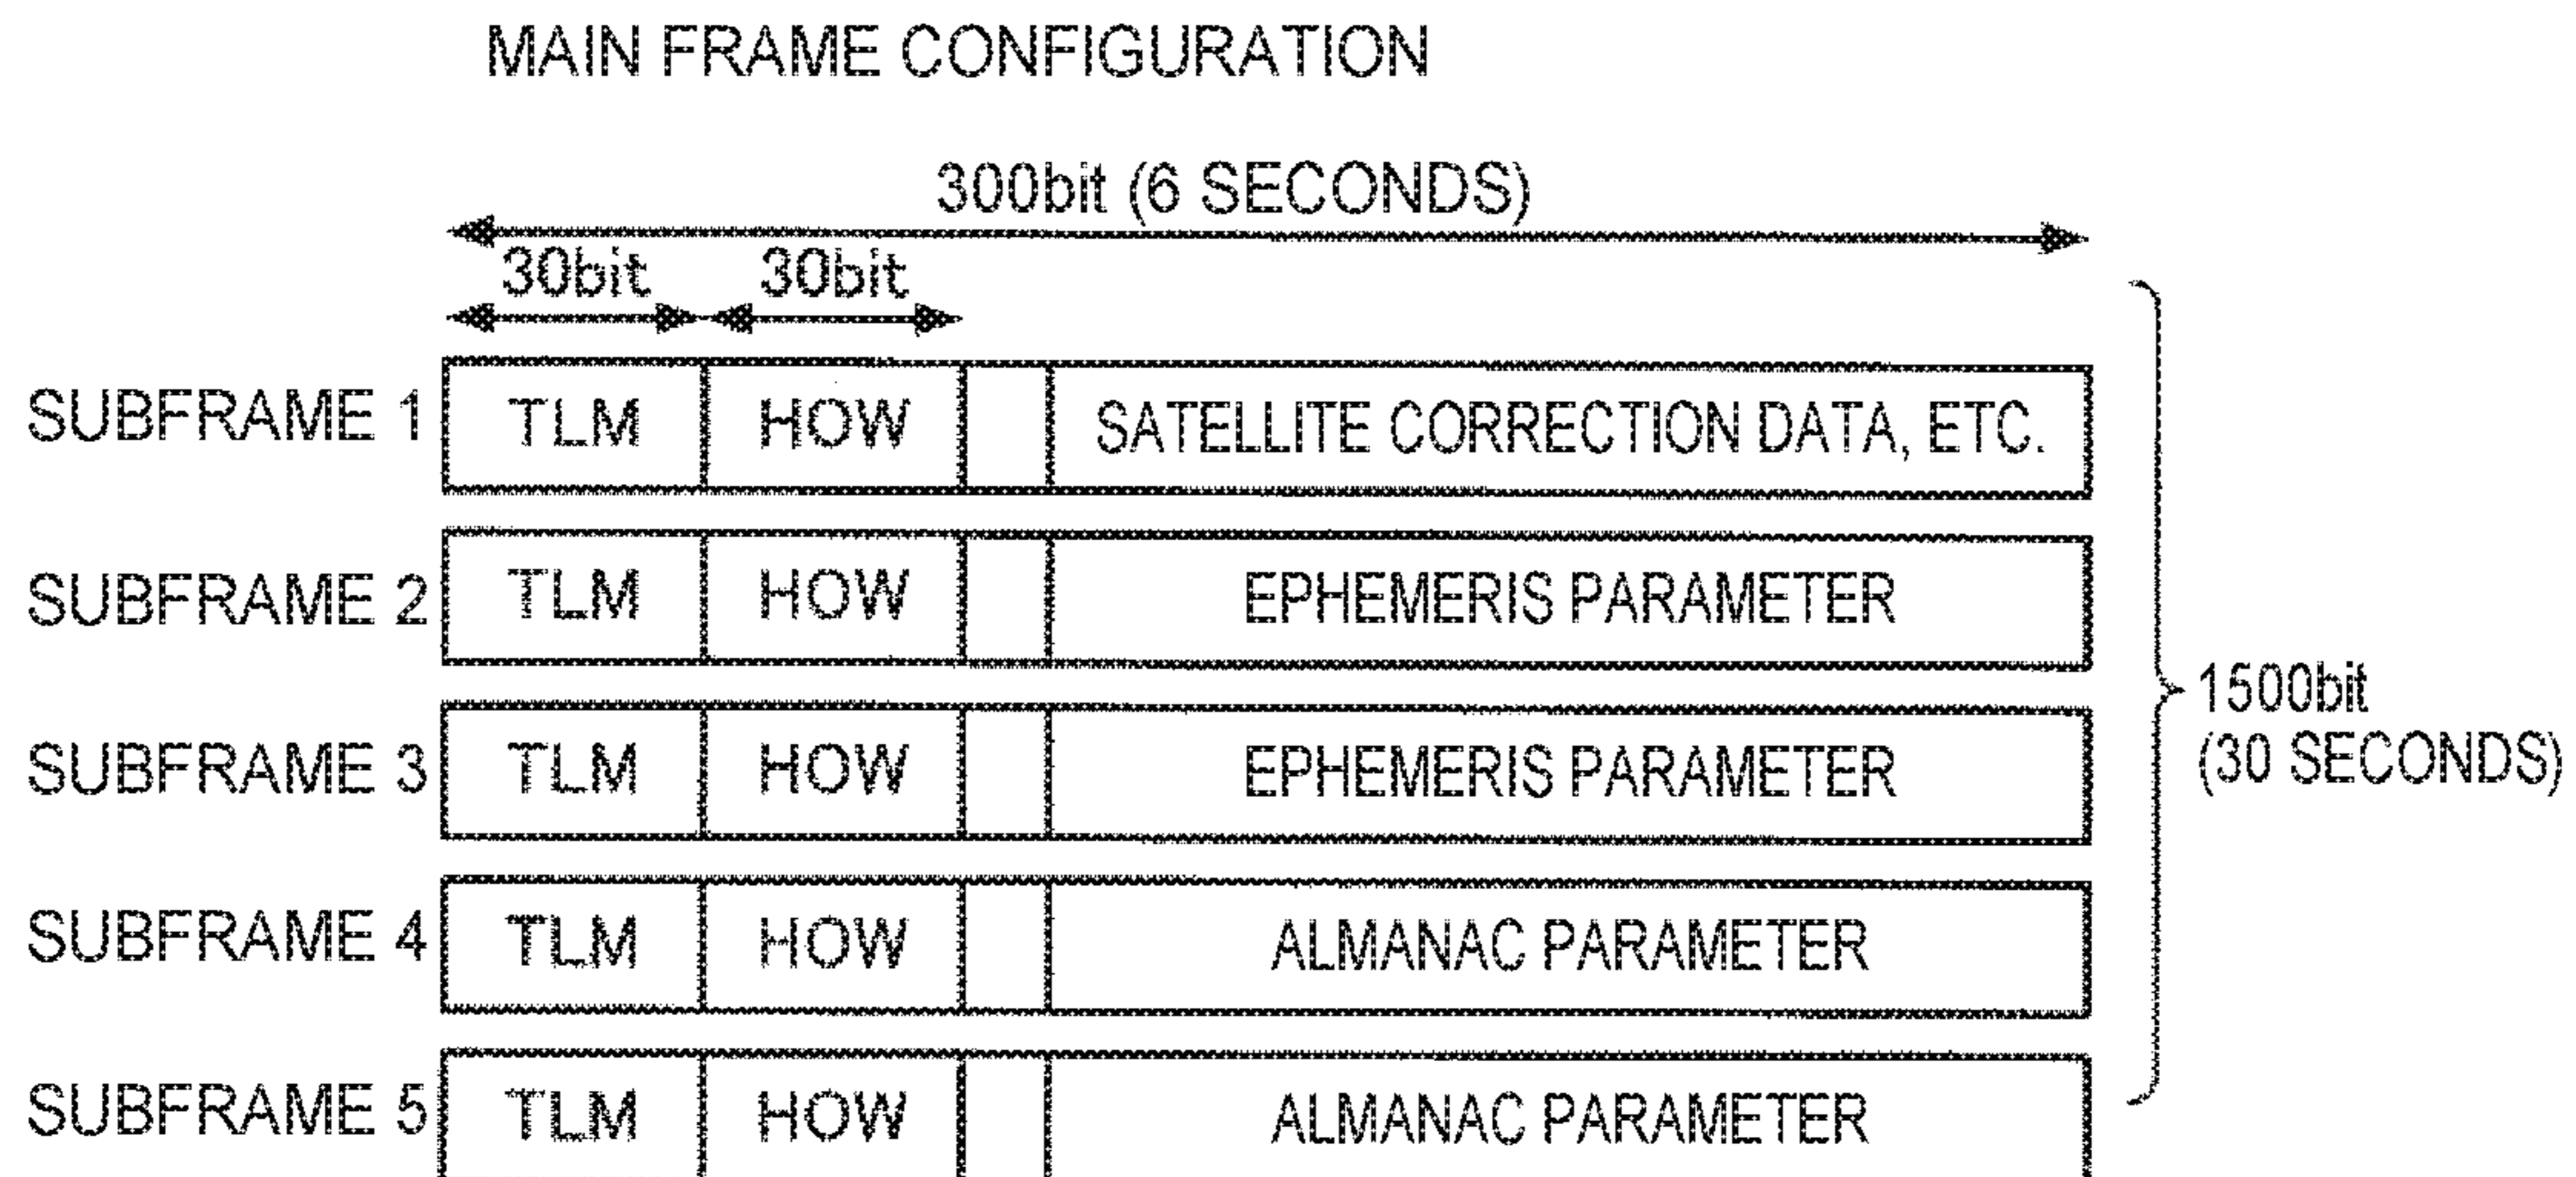 MAIN FRAME CONFIGURATION
300bit (6 SECONDS)
30bit 30bit
SUBFRAME 1 TLM HOW SATELLITE CORRECTION DATA, ETC.
SUBFRAME 2 TLM HOW EPHEMERIS PARAMETER
SUBFRAME 3 TLM HOW EPHEMERIS PARAMETER
SUBFRAME 4 TLM HOW ALMANAC PARAMETER
SUBFRAME 5 TLM HOW ALMANAC PARAMETER
1500bit
(30 SECONDS)